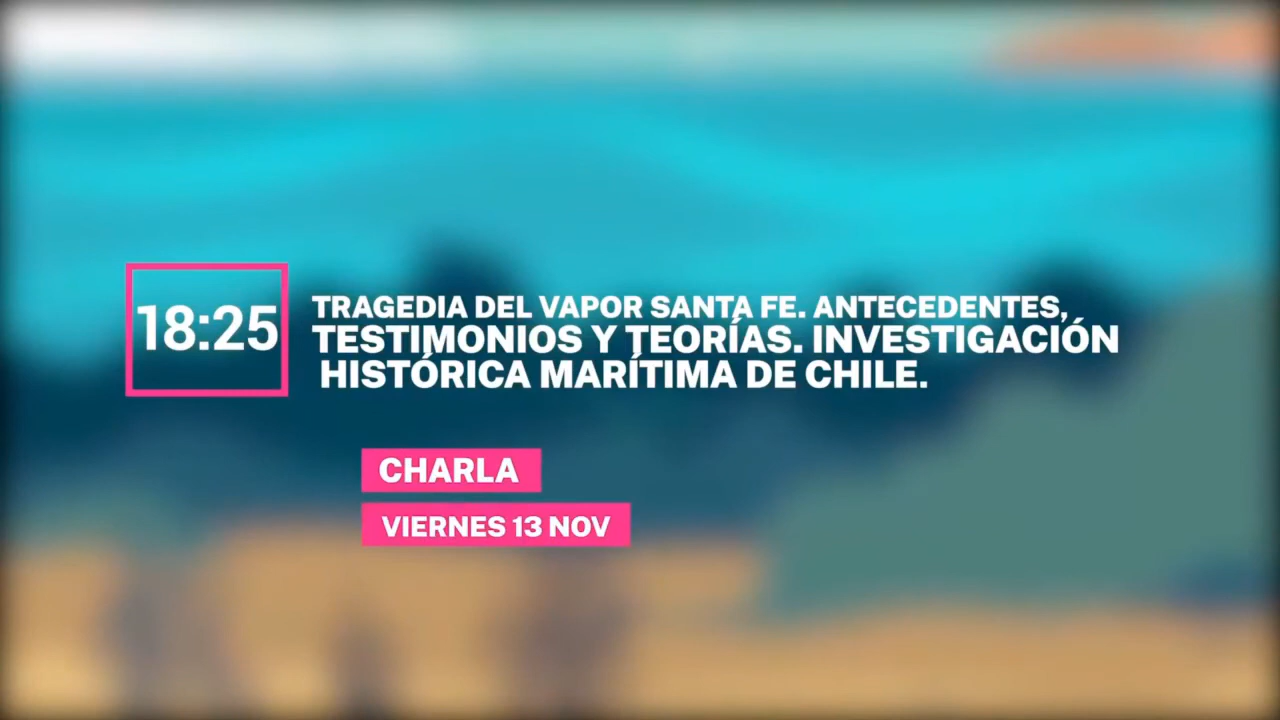 18:25
TRAGEDIA DEL VAPOR SANTA FE. ANTECEDENTES,
TESTIMONIOS Y TEORÍAS. INVESTIGACIÓN
HISTÓRICA MARÍTIMA DE CHILE.
CHARLA
VIERNES 13 NOV